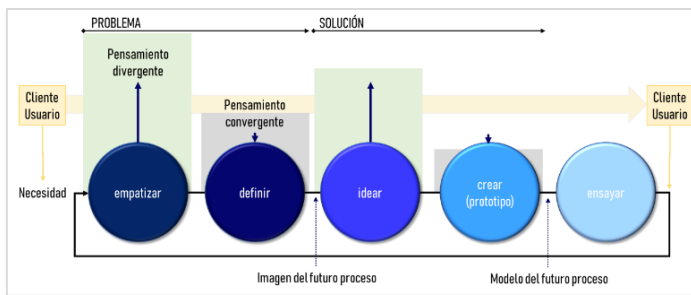 PROBLEMA
SOLUCIÓN
Pensamiento
divergente
Cliente
Usuario
Pensamiento
convergente
Cliente
Usuario
Necesidad
empatizar
definir
idear
crear
(prototipo)
ensayar
Imagen del futuro proceso
Modelo del futuro proceso